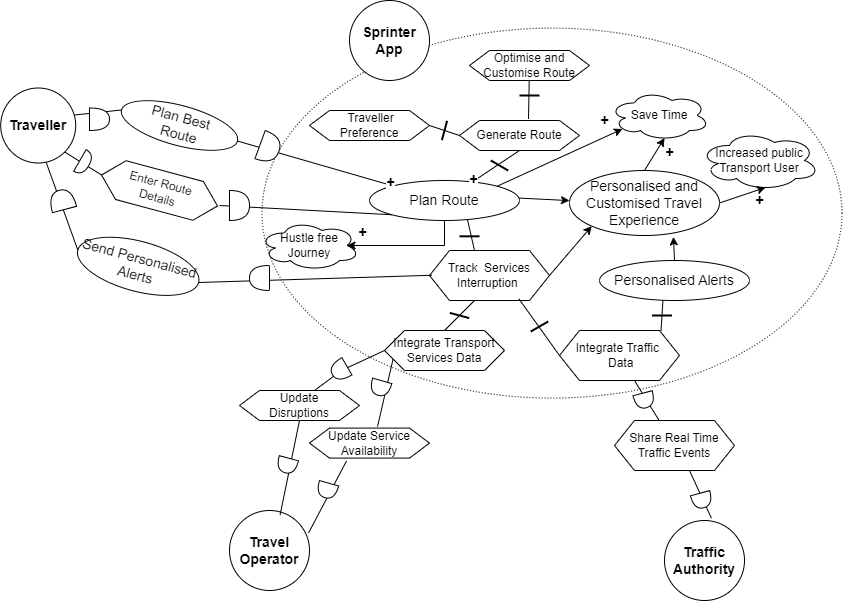 Sprinter
App
Optimise and
Customise Route
Traveller
Plan Best
Route
Traveller
Preference
Generate Route
+
Save Time
+
Increased public
Transport User
Enter Route
Details
+
+
Plan Route
Personalised and
Customised Travel
Experience
+
Send Personalised
Alerts
Hustle free
Journey
+
Track Services
Interruption
Personalised Alerts
Integrate Transport
Services Data
Integrate Traffic
Data
Update
Disruptions
Update Service
Availability
Share Real Time
Traffic Events
Travel
Operator
Traffic
Authority